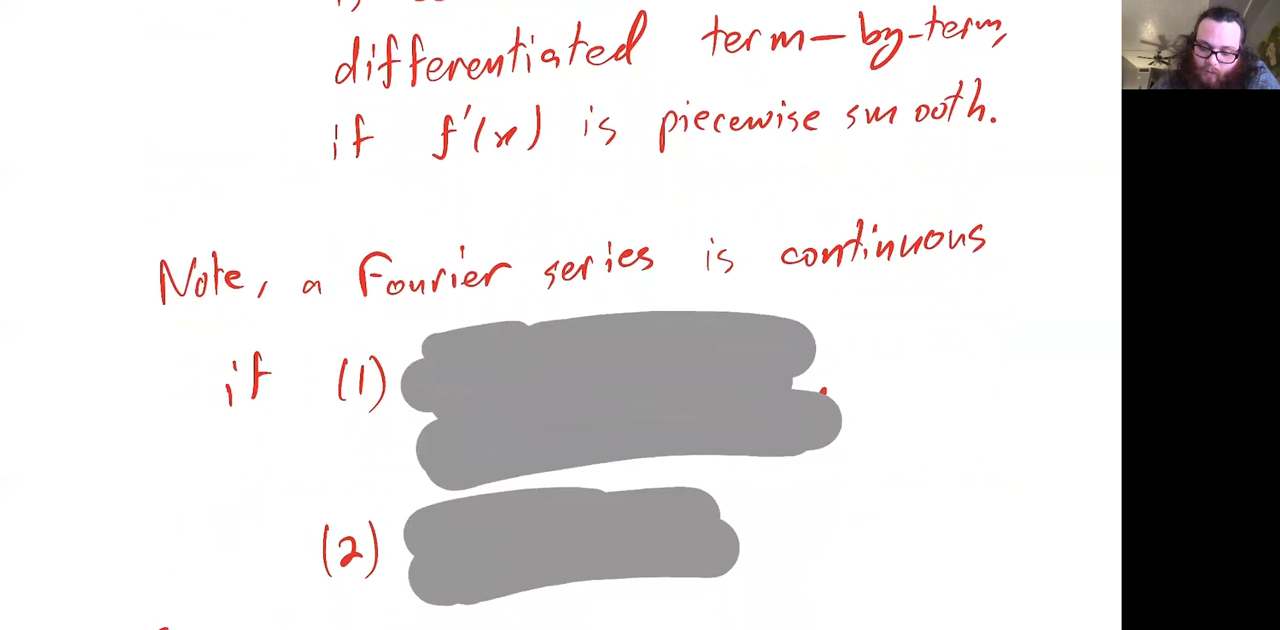 differentiated term-by-term,
if f'(x) is piecewise smooth.
Note, a Fourier series is continuous
if (1)
(2)